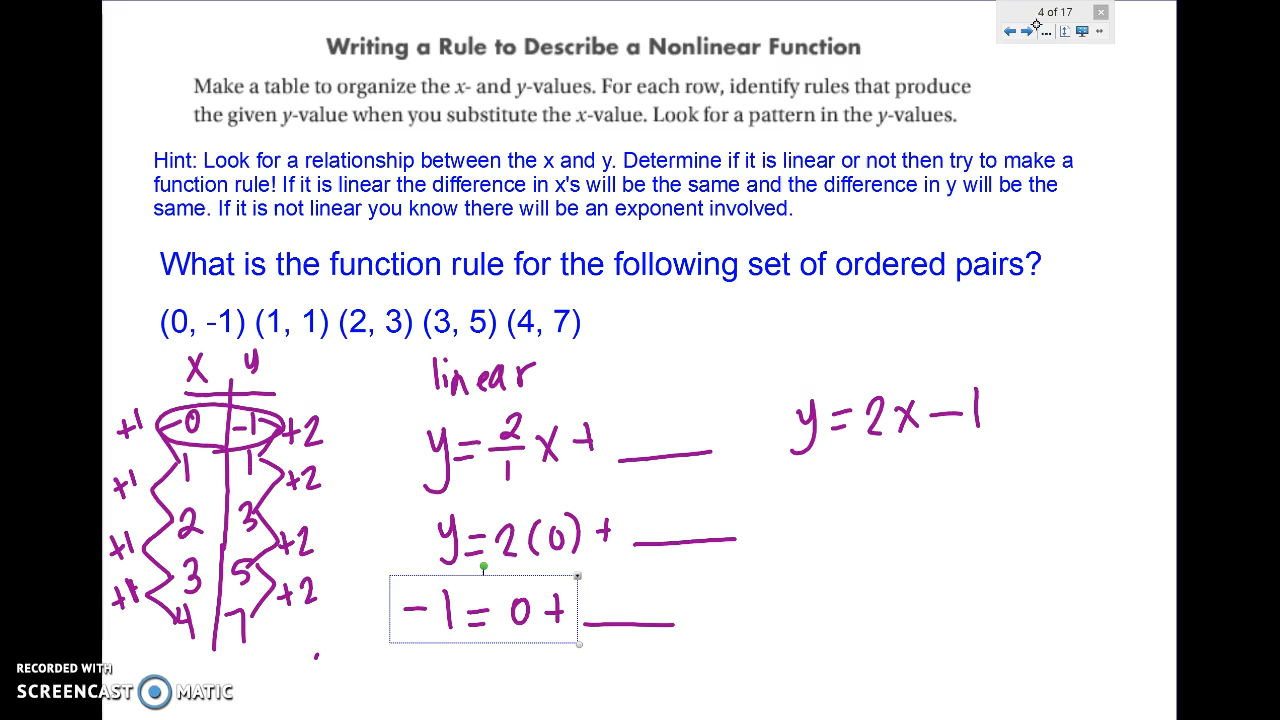 4 of 17
Writing a Rule to Describe a Nonlinear Function
Make a table to organize the x- and y-values. For each row, identify rules that produce
the given y-value when you substitute the x-value. Look for a pattern in the y-values.
Hint: Look for a relationship between the x and y. Determine if it is linear or not then try to make a
function rule! If it is linear the difference in x's will be the same and the difference in y will be the
same. If it is not linear you know there will be an exponent involved.
What is the function rule for the following set of ordered pairs?
(0, -1) (1, 1) (2, 3) (3, 5) (4, 7)
x y
0 -1
1 1
2 3
3 5
4 7
+1 +2
+1 +2
+1 +2
+1 +2
linear
y = 2/1 x + ___
y = 2(0) + ___
-1 = 0 + ___
y = 2x - 1
RECORDED WITH
SCREENCAST MATIC